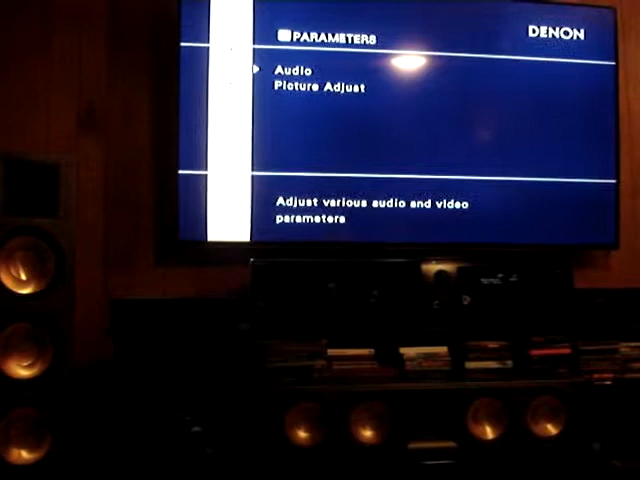 PARAMETERS
DENON
Audio
Picture Adjust
Adjust various audio and video
parameters